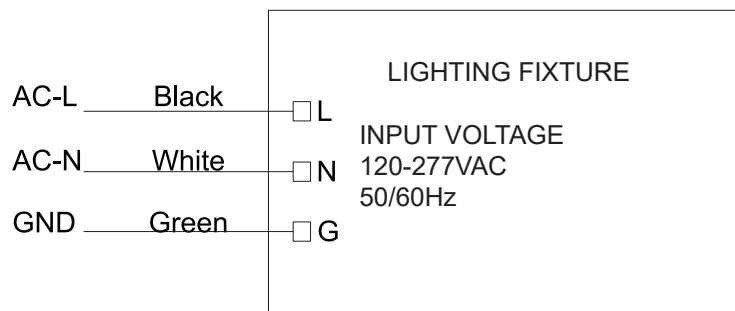 LIGHTING FIXTURE
AC-L Black L
INPUT VOLTAGE
120-277VAC
50/60Hz
AC-N White N
GND Green G